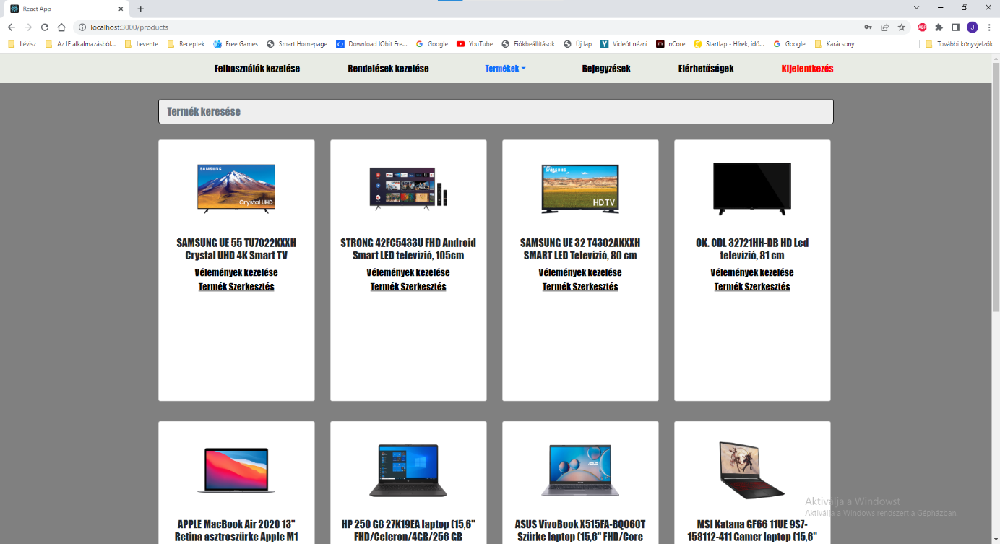 React App
localhost:3000/products
ABP
J
Lévisz
Az IE alkalmazásból...
Levente
Receptek
Free Games
Smart Homepage
Download IObit Fre...
Google
YouTube
Fiókbeállítások
Új lap
Videót nézni
nCore
Startlap - Hírek, idő...
Google
Karácsony
További könyvjelzők
Felhasználók kezelése
Rendelések kezelése
Termékek
Bejegyzések
Elérhetőségek
Kijelentkezés
Termék keresése
SAMSUNG
Crystal UHD
SAMSUNG
HDTV
SAMSUNG UE 55 TU7022KXXH
Crystal UHD 4K Smart TV
Vélemények kezelése
Termék Szerkesztés
STRONG 42FC5433U FHD Android
Smart LED televízió, 105cm
Vélemények kezelése
Termék Szerkesztés
SAMSUNG UE 32 T4302AKXXH
SMART LED Televízió, 80 cm
Vélemények kezelése
Termék Szerkesztés
OK. ODL 32721HH-DB HD Led
televízió, 81 cm
Vélemények kezelése
Termék Szerkesztés
APPLE MacBook Air 2020 13"
Retina asztroszürke Apple M1
HP 250 G8 27K19EA laptop (15,6"
FHD/Celeron/4GB/256 GB
ASUS VivoBook X515FA-BQ060T
Szürke laptop (15,6" FHD/Core
MSI Katana GF66 11UE 9S7-
158112-411 Gamer laptop (15,6"
Aktiválja a Windowst
Aktiválja a Windows rendszert a Gépházban.